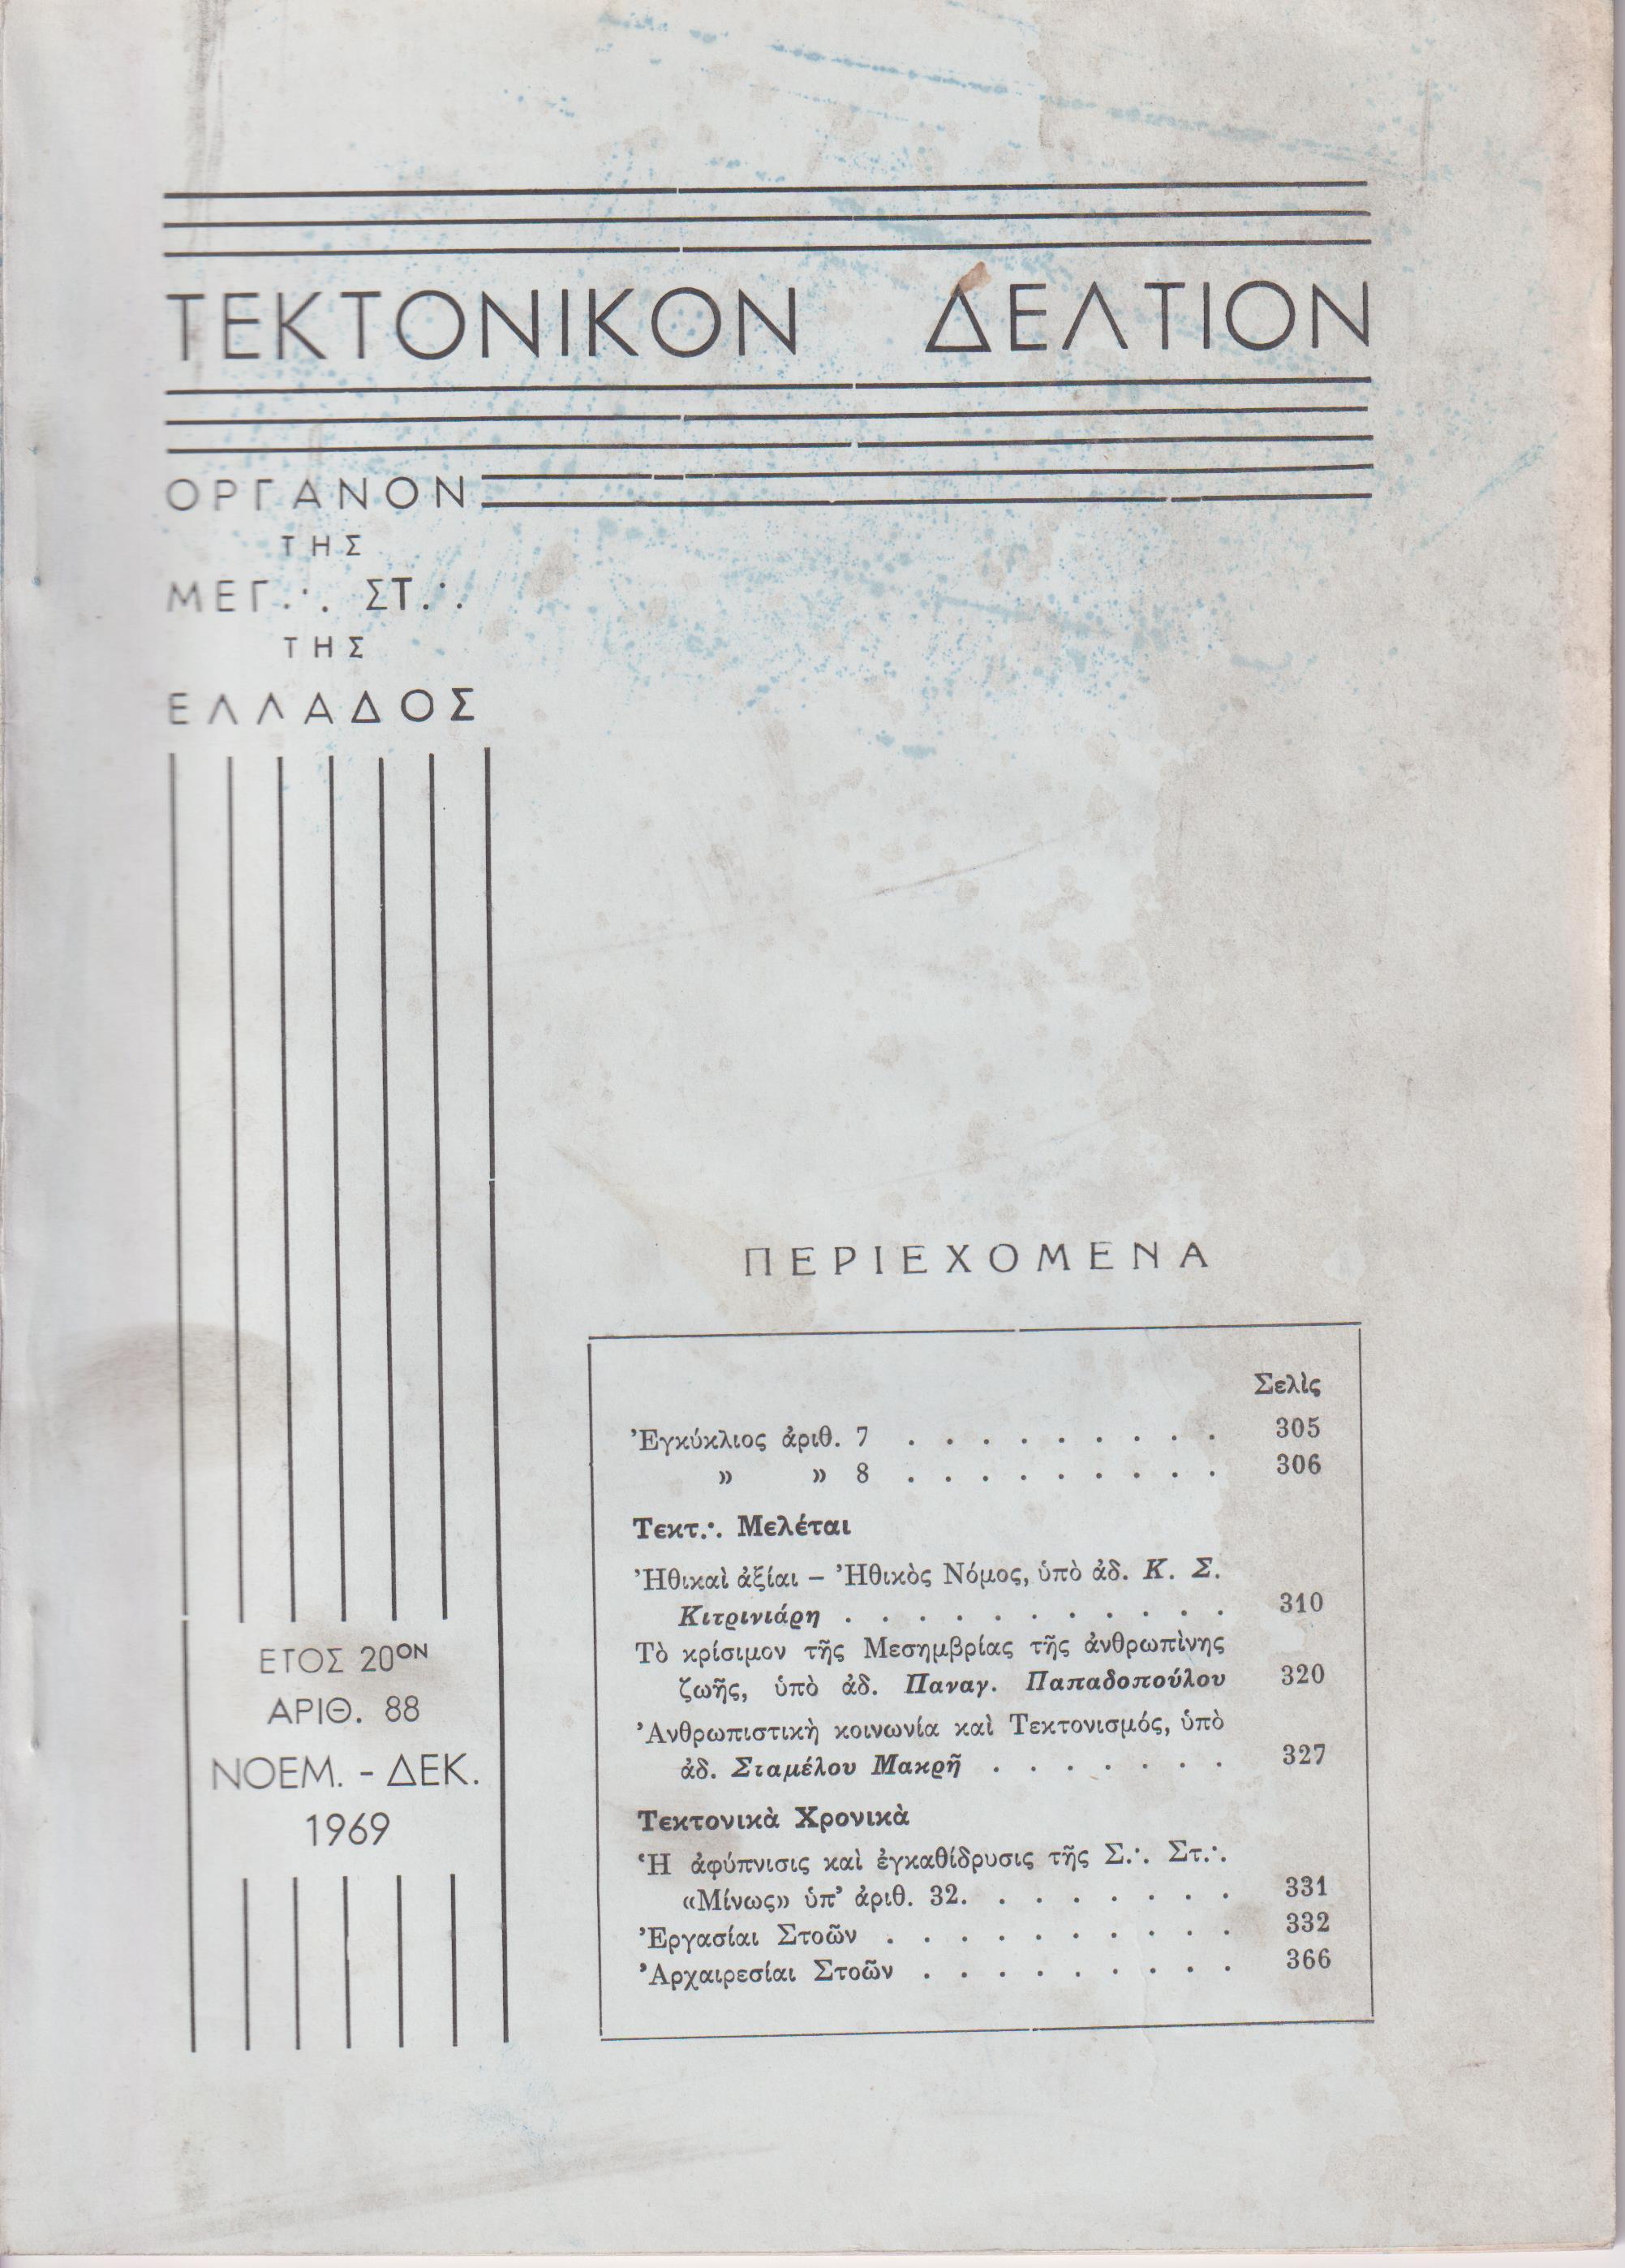 ΤΕΚΤΟΝΙΚΟΝ ΔΕΛΤΙΟΝ
ΟΡΓΑΝΟΝ
ΤΗΣ
ΜΕΓ.·. ΣΤ.·.
ΤΗΣ
ΕΛΛΑΔΟΣ
ΕΤΟΣ 20ΟΝ
ΑΡΙΘ. 88
ΝΟΕΜ. - ΔΕΚ.
1969
ΠΕΡΙΕΧΟΜΕΝΑ
Σελὶς
Ἐγκύκλιος ἀριθ. 7 . . . . . . . . . 305
» » 8 . . . . . . . . . 306
Τεκτ.·. Μελέται
Ἠθικαὶ ἀξίαι – Ἠθικὸς Νόμος, ὑπὸ ἀδ. Κ. Σ.
Κιτρινιάρη . . . . . . . . . . . 310
Τὸ κρίσιμον τῆς Μεσημβρίας τῆς ἀνθρωπὶνης
ζωῆς, ὑπὸ ἀδ. Παναγ. Παπαδοπούλου 320
Ἀνθρωπιστικὴ κοινωνία καὶ Τεκτονισμός, ὑπὸ
ἀδ. Σταμέλου Μακρῆ . . . . . . . 327
Τεκτονικὰ Χρονικὰ
Ἡ ἀφύπνισις καὶ ἐγκαθίδρυσις τῆς Σ.·. Στ.·.
«Μίνως» ὑπ' ἀριθ. 32. . . . . . . . 331
Ἐργασίαι Στοῶν . . . . . . . . . . 332
Ἀρχαιρεσίαι Στοῶν . . . . . . . . . 366